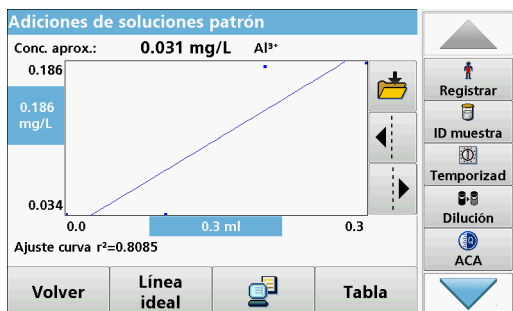 Adiciones de soluciones patrón
Conc. aprox.: 0.031 mg/L Al³⁺
0.186
0.186
mg/L
0.034
0.0 0.3 ml 0.3
Ajuste curva r²=0.8085
Volver
Línea
ideal
Tabla
Registrar
ID muestra
Temporizad
Dilución
ACA